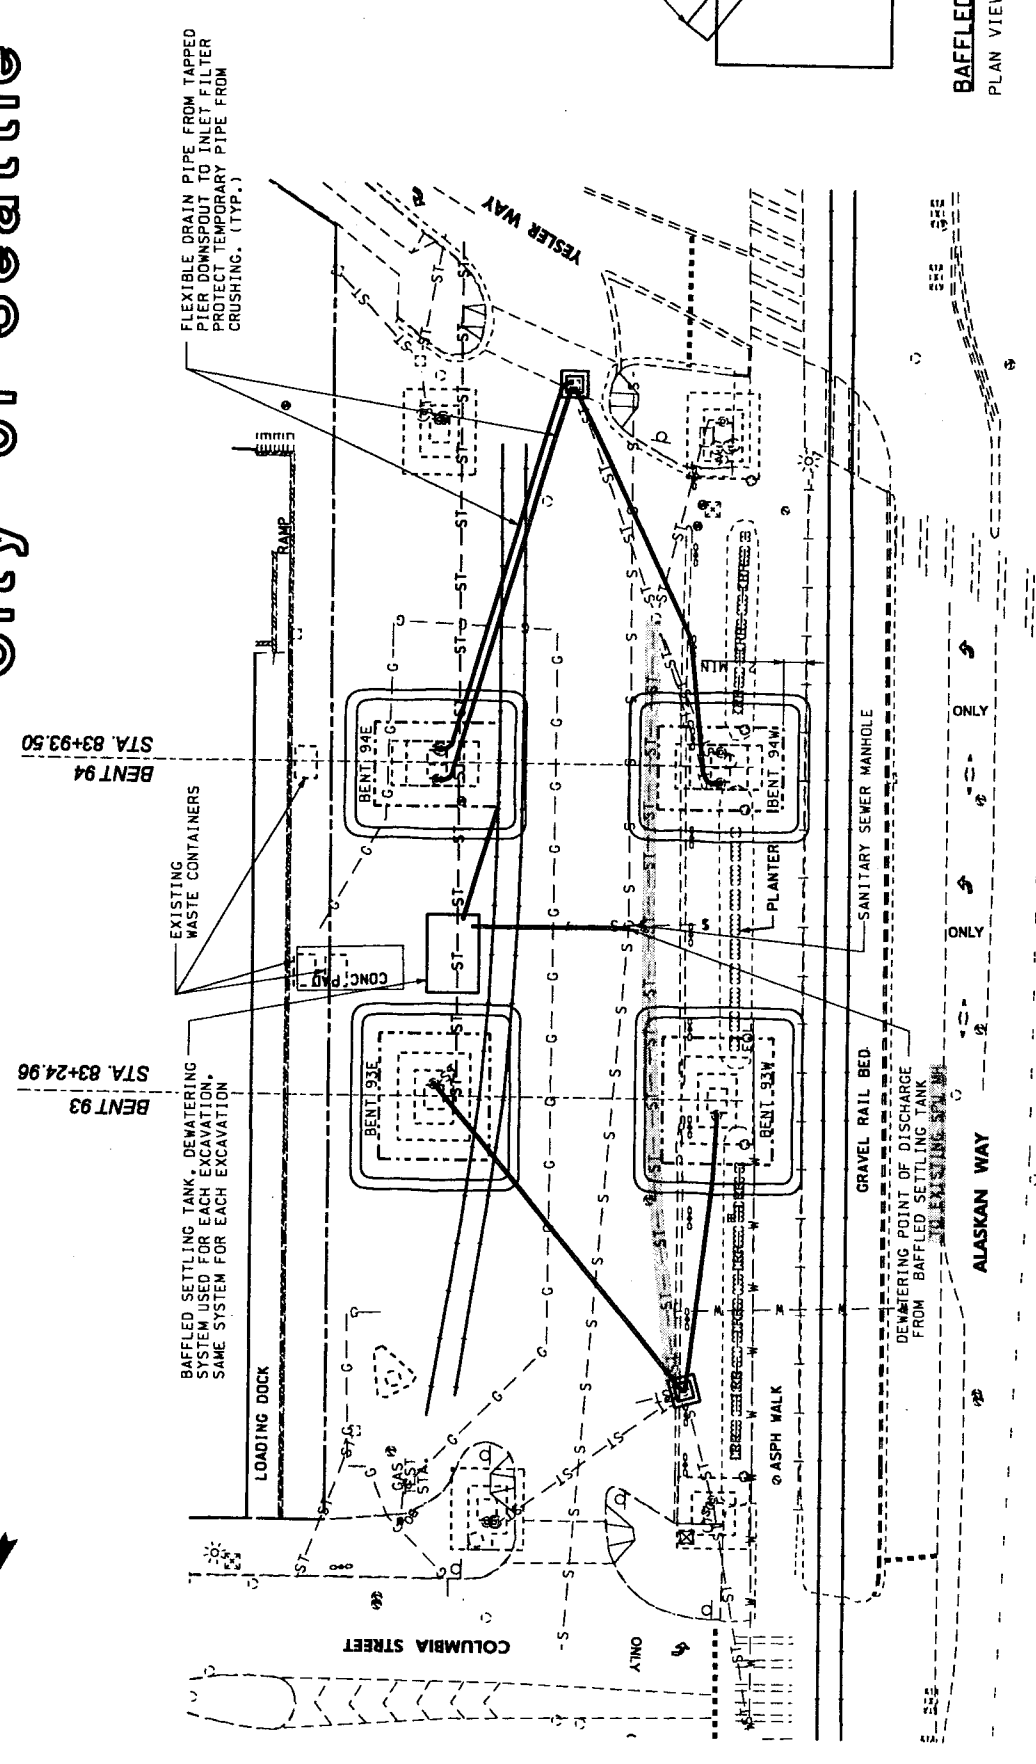 City of Seattle
FLEXIBLE DRAIN PIPE FROM TAPPED
PIER DOWNSPOUT TO INLET FILTER
PROTECT TEMPORARY PIPE FROM
CRUSHING. (TYP.)
BAFFLED
PLAN VIEW
YESLER WAY
RAMP
STA. 83+93.50
BENT 94
EXISTING
WASTE CONTAINERS
BENT 94E
BENT 94W
2' MIN
CONC PAD
PLANTER
SANITARY SEWER MANHOLE
ONLY
ONLY
STA. 83+24.96
BENT 93
BAFFLED SETTLING TANK. DEWATERING
SYSTEM USED FOR EACH EXCAVATION.
SAME SYSTEM FOR EACH EXCAVATION.
BENT 93E
BENT 93W
GRAVEL RAIL BED
DEWATERING POINT OF DISCHARGE
FROM BAFFLED SETTLING TANK
TO EXISTING SPU MH
ALASKAN WAY
LOADING DOCK
GAS
TEST
STA.
ASPH WALK
COLUMBIA STREET
ONLY